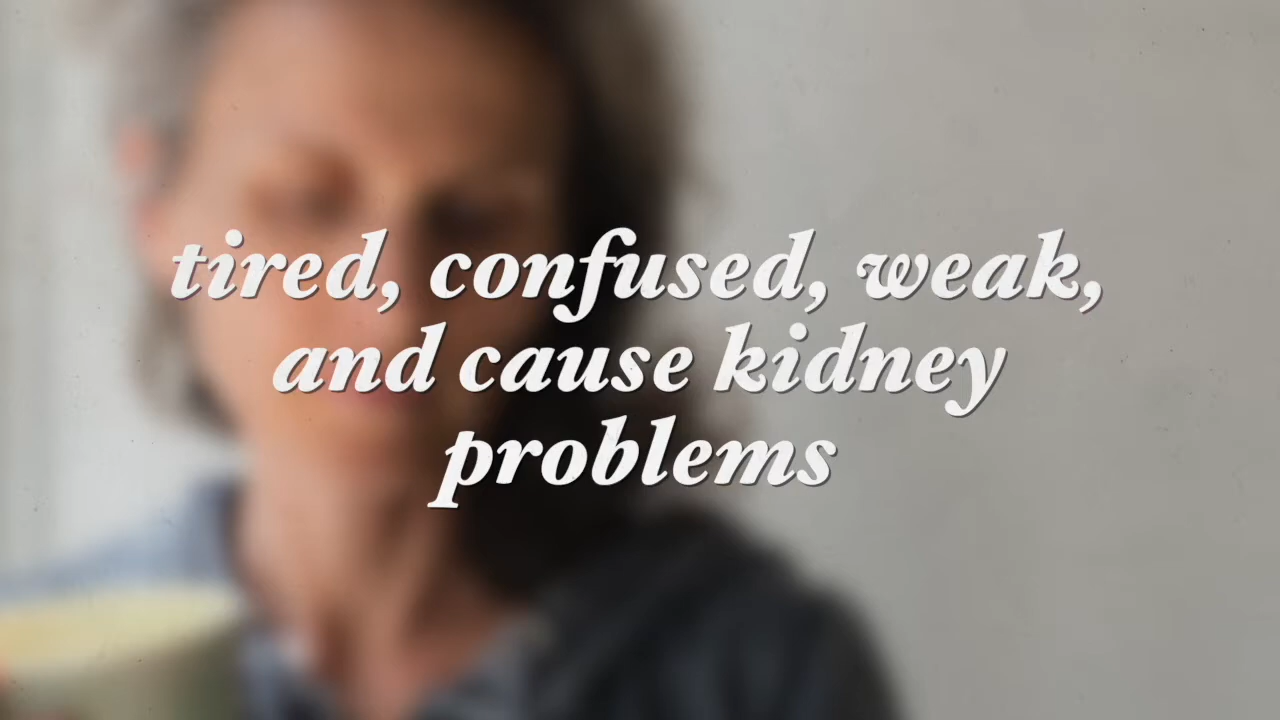 tired, confused, weak,
and cause kidney
problems